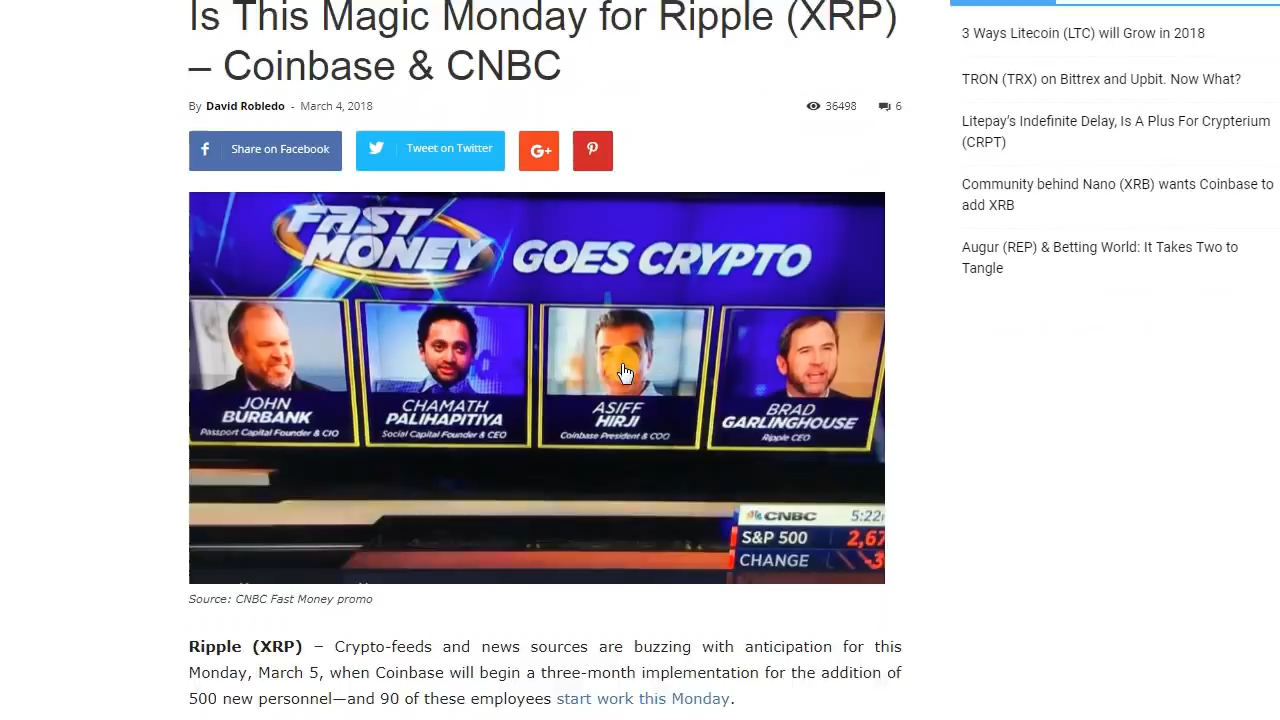 Is This Magic Monday for Ripple (XRP)
– Coinbase & CNBC
By David Robledo - March 4, 2018
36498
6
Share on Facebook
Tweet on Twitter
G+
FAST
MONEY
GOES CRYPTO
JOHN
BURBANK
Passport Capital Founder & CIO
CHAMATH
PALIHAPITIYA
Social Capital Founder & CEO
ASIFF
HIRJI
Coinbase President & COO
BRAD
GARLINGHOUSE
Ripple CEO
CNBC 5:22
S&P 500 2,67
CHANGE -3
Source: CNBC Fast Money promo
Ripple (XRP) – Crypto-feeds and news sources are buzzing with anticipation for this
Monday, March 5, when Coinbase will begin a three-month implementation for the addition of
500 new personnel—and 90 of these employees start work this Monday.
3 Ways Litecoin (LTC) will Grow in 2018
TRON (TRX) on Bittrex and Upbit. Now What?
Litepay's Indefinite Delay, Is A Plus For Crypterium
(CRPT)
Community behind Nano (XRB) wants Coinbase to
add XRB
Augur (REP) & Betting World: It Takes Two to
Tangle